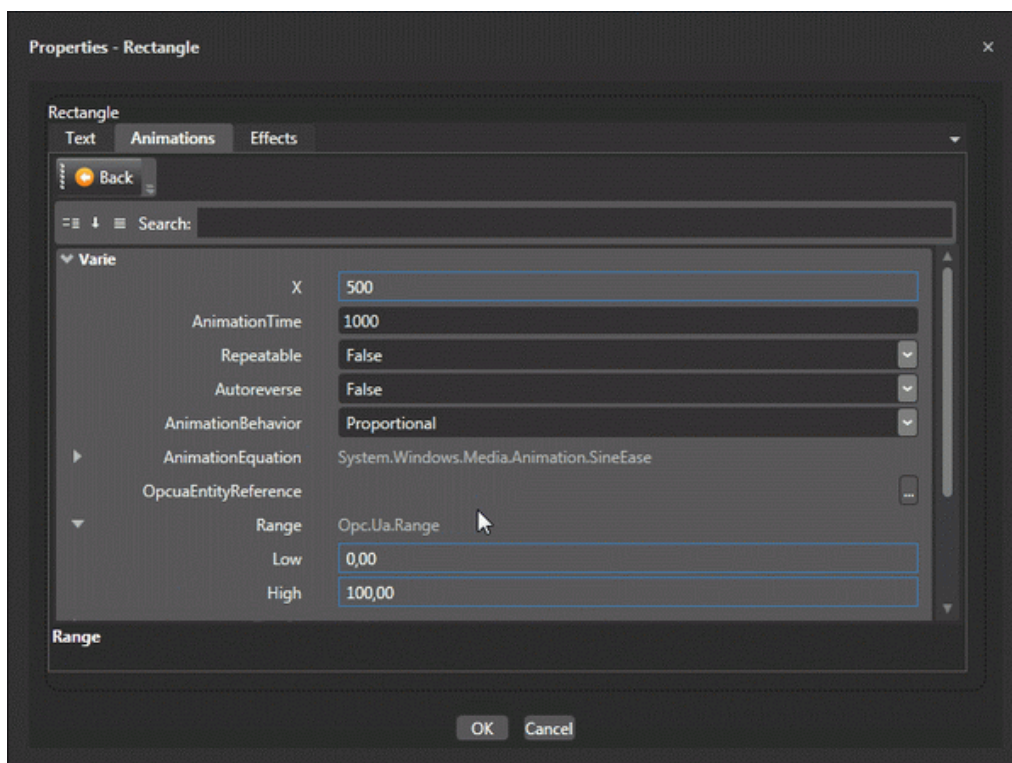 Properties - Rectangle
Rectangle
Text Animations Effects
Back
Search:
Varie
X 500
AnimationTime 1000
Repeatable False
Autoreverse False
AnimationBehavior Proportional
AnimationEquation System.Windows.Media.Animation.SineEase
OpcuaEntityReference ...
Range Opc.Ua.Range
Low 0,00
High 100,00
Range
OK Cancel